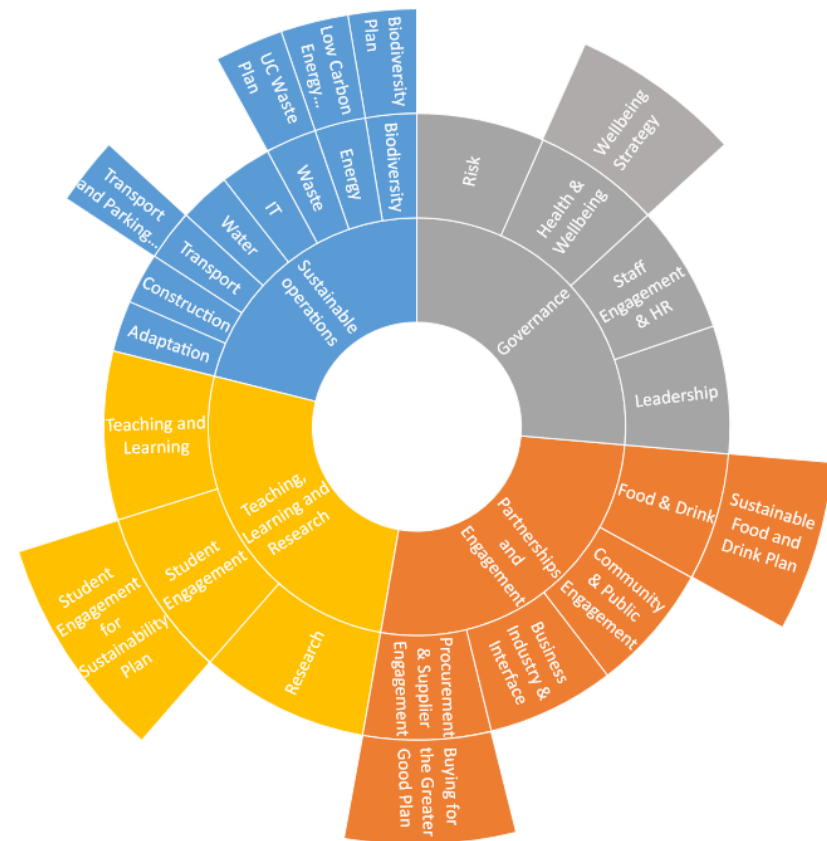 Governance
Risk
Health &
Wellbeing
Wellbeing
Strategy
Staff
Engagement
& HR
Leadership
Partnerships
and
Engagement
Food & Drink
Sustainable
Food and
Drink Plan
Community
& Public
Engagement
Business
Industry &
Interface
Procurement
& Supplier
Engagement
Buying for
the Greater
Good Plan
Teaching,
Learning and
Research
Research
Student
Engagement
Student
Engagement
for
Sustainability
Plan
Teaching and
Learning
Sustainable
operations
Adaptation
Construction
Transport
Transport
and Parking...
Water
IT
Waste
UC Waste
Plan
Energy
Low Carbon
Energy...
Biodiversity
Biodiversity
Plan